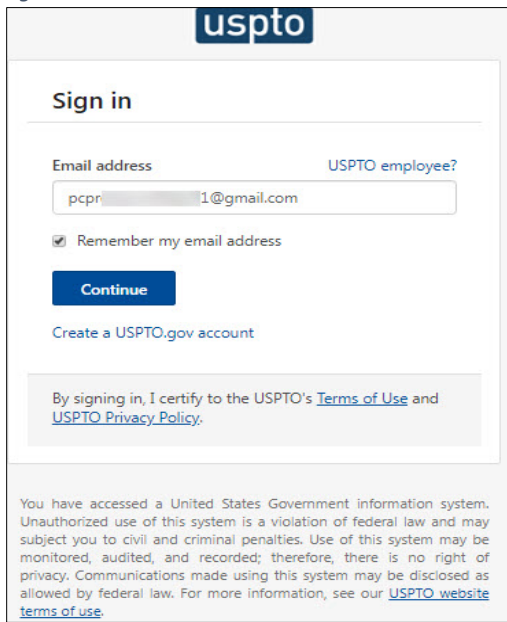 uspto
Sign in
Email address USPTO employee?
pcpr 1@gmail.com
Remember my email address
Continue
Create a USPTO.gov account
By signing in, I certify to the USPTO's Terms of Use and
USPTO Privacy Policy.
You have accessed a United States Government information system.
Unauthorized use of this system is a violation of federal law and may
subject you to civil and criminal penalties. Use of this system may be
monitored, audited, and recorded; therefore, there is no right of
privacy. Communications made using this system may be disclosed as
allowed by federal law. For more information, see our USPTO website
terms of use.